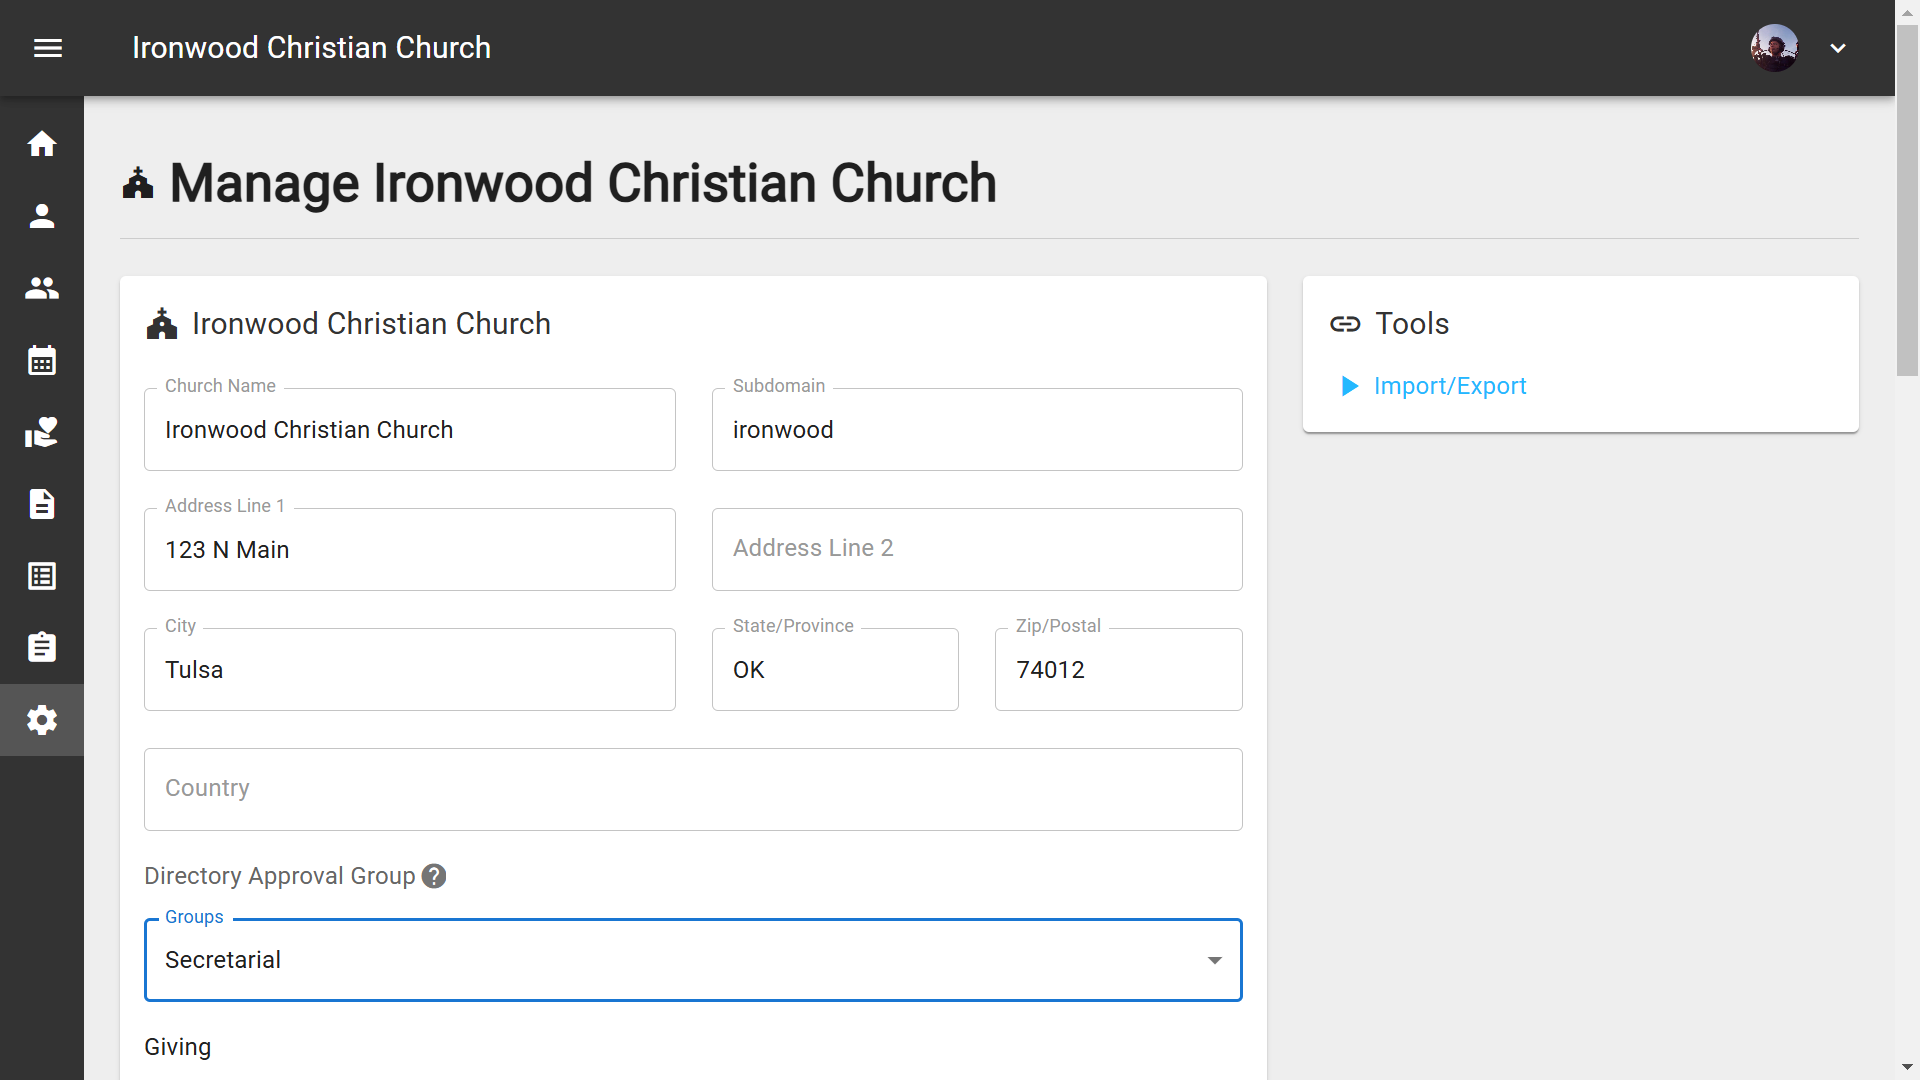 Ironwood Christian Church
Manage Ironwood Christian Church
Ironwood Christian Church
Church Name
Ironwood Christian Church
Subdomain
ironwood
Address Line 1
123 N Main
Address Line 2
City
Tulsa
State/Province
OK
Zip/Postal
74012
Country
Directory Approval Group
Groups
Secretarial
Giving
Tools
Import/Export